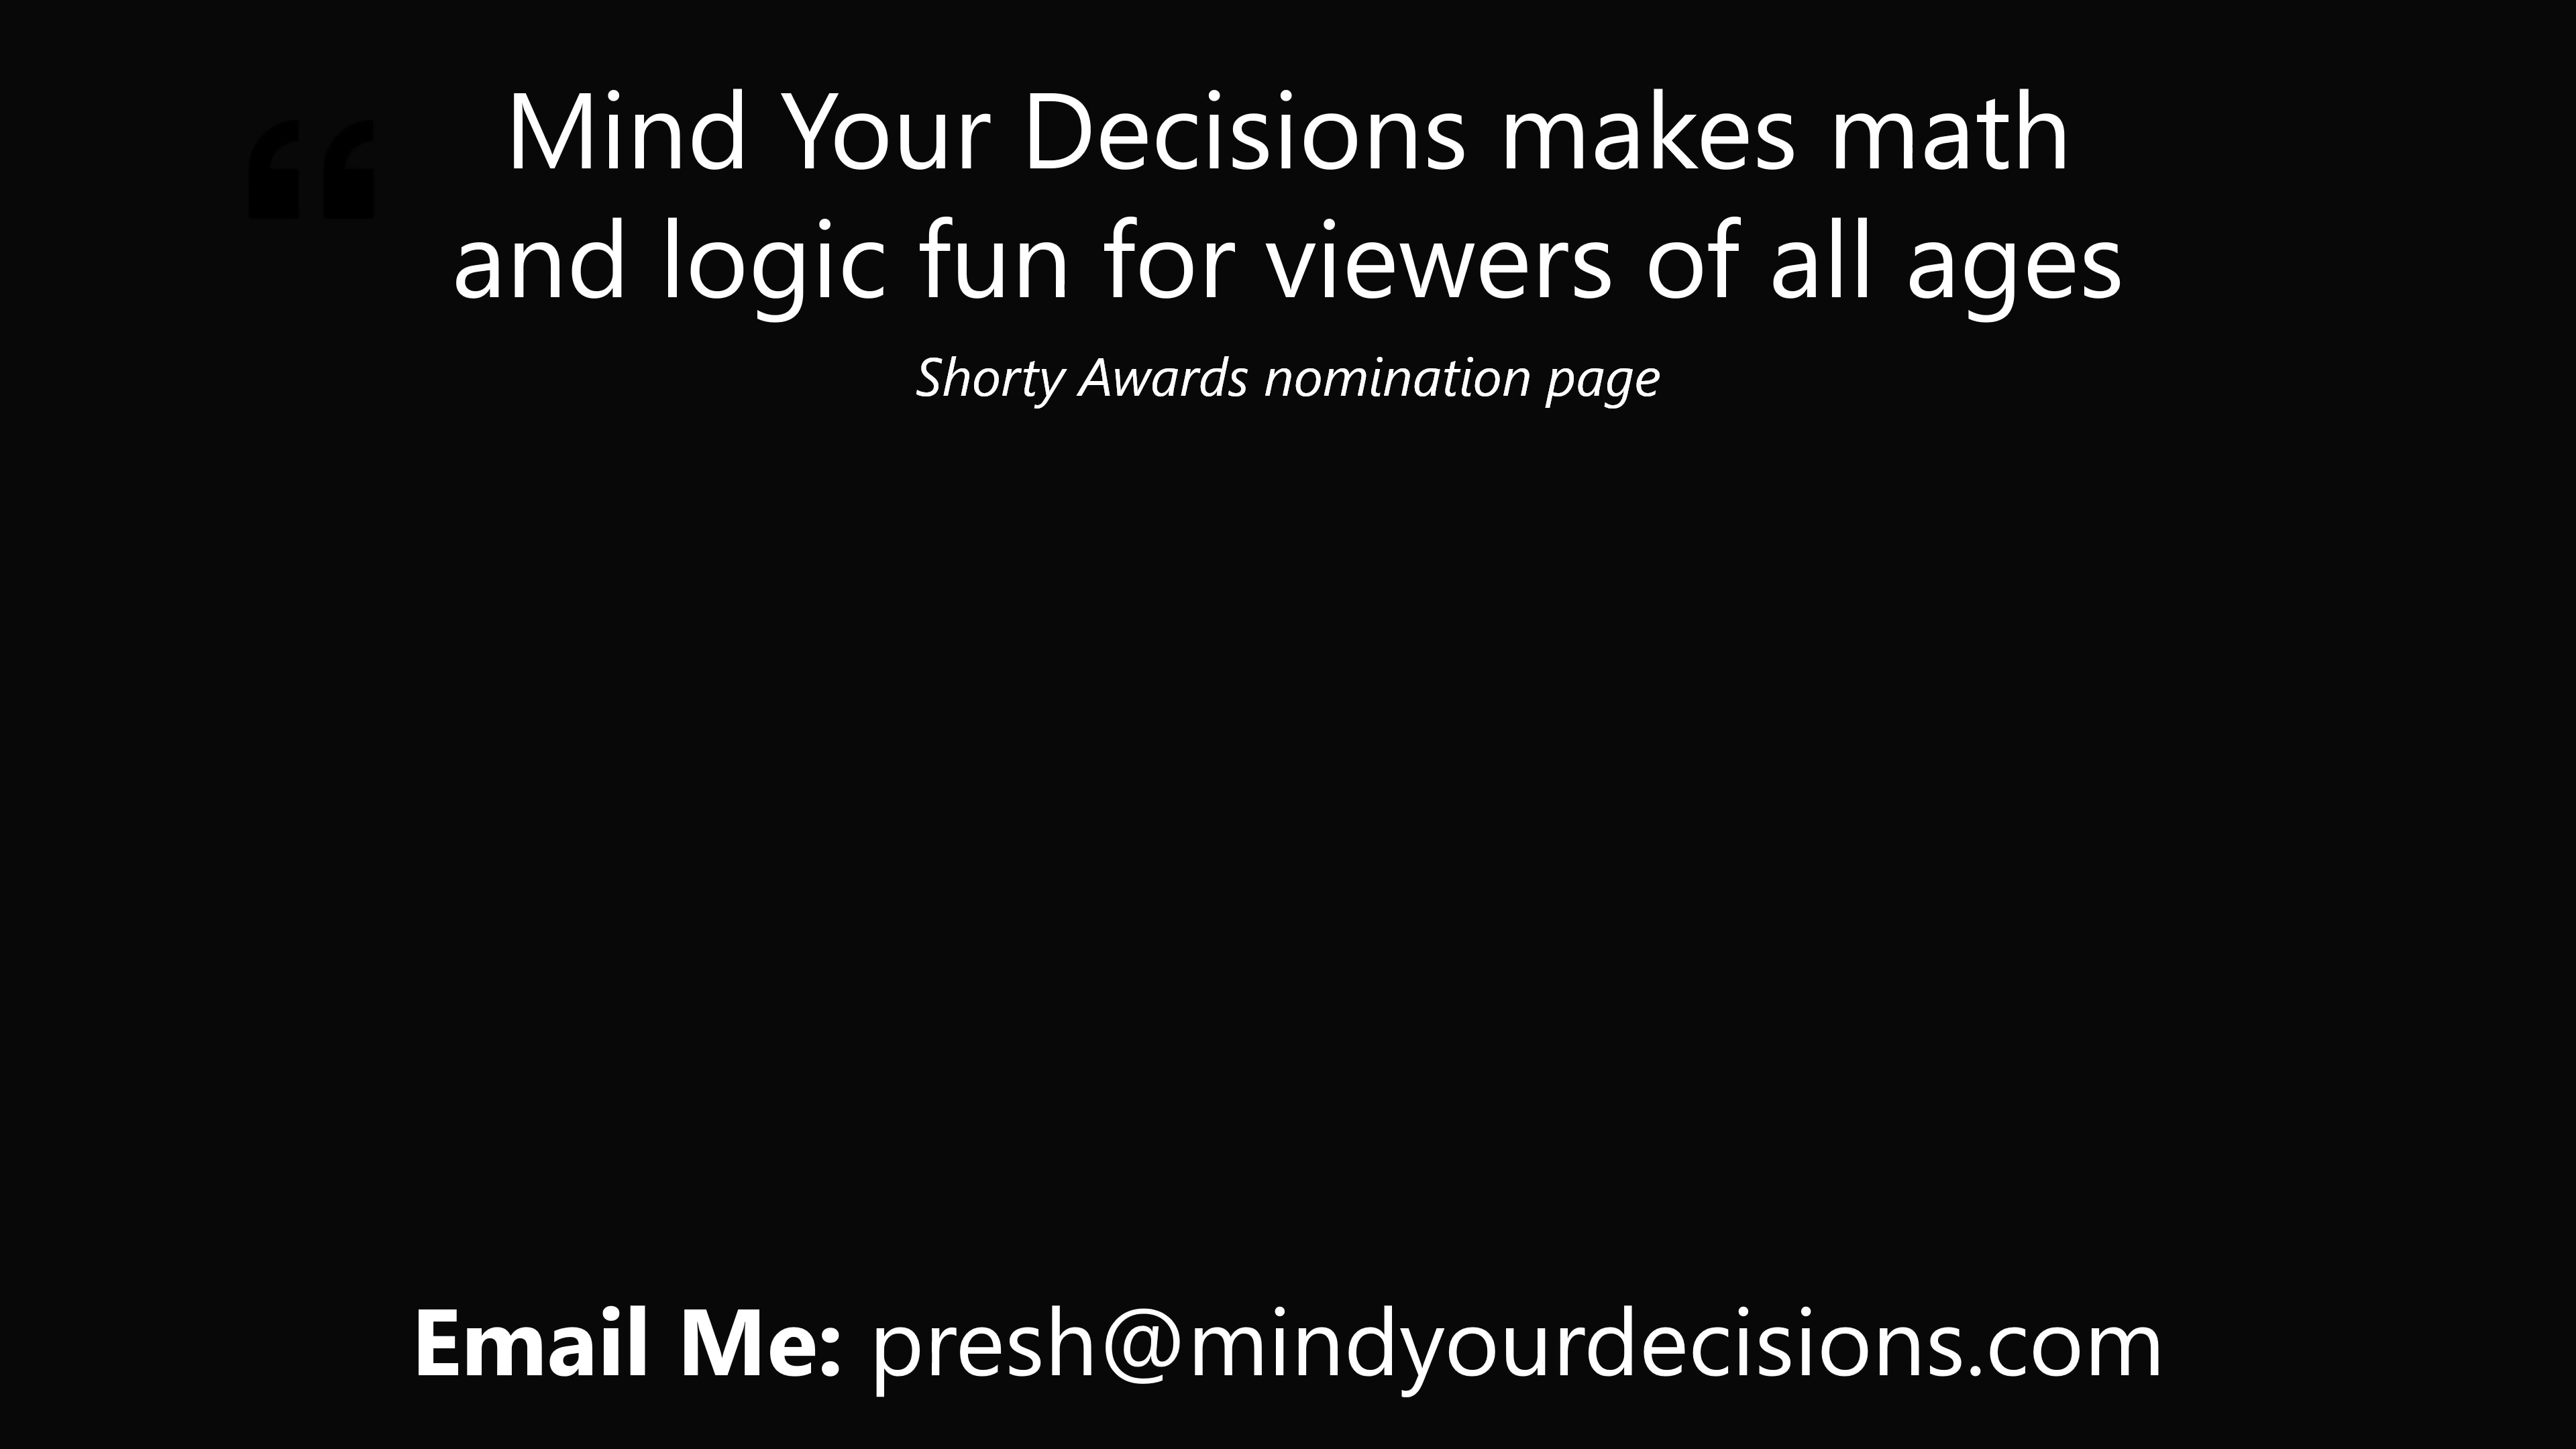 “
Mind Your Decisions makes math
and logic fun for viewers of all ages
Shorty Awards nomination page
Email Me: presh@mindyourdecisions.com